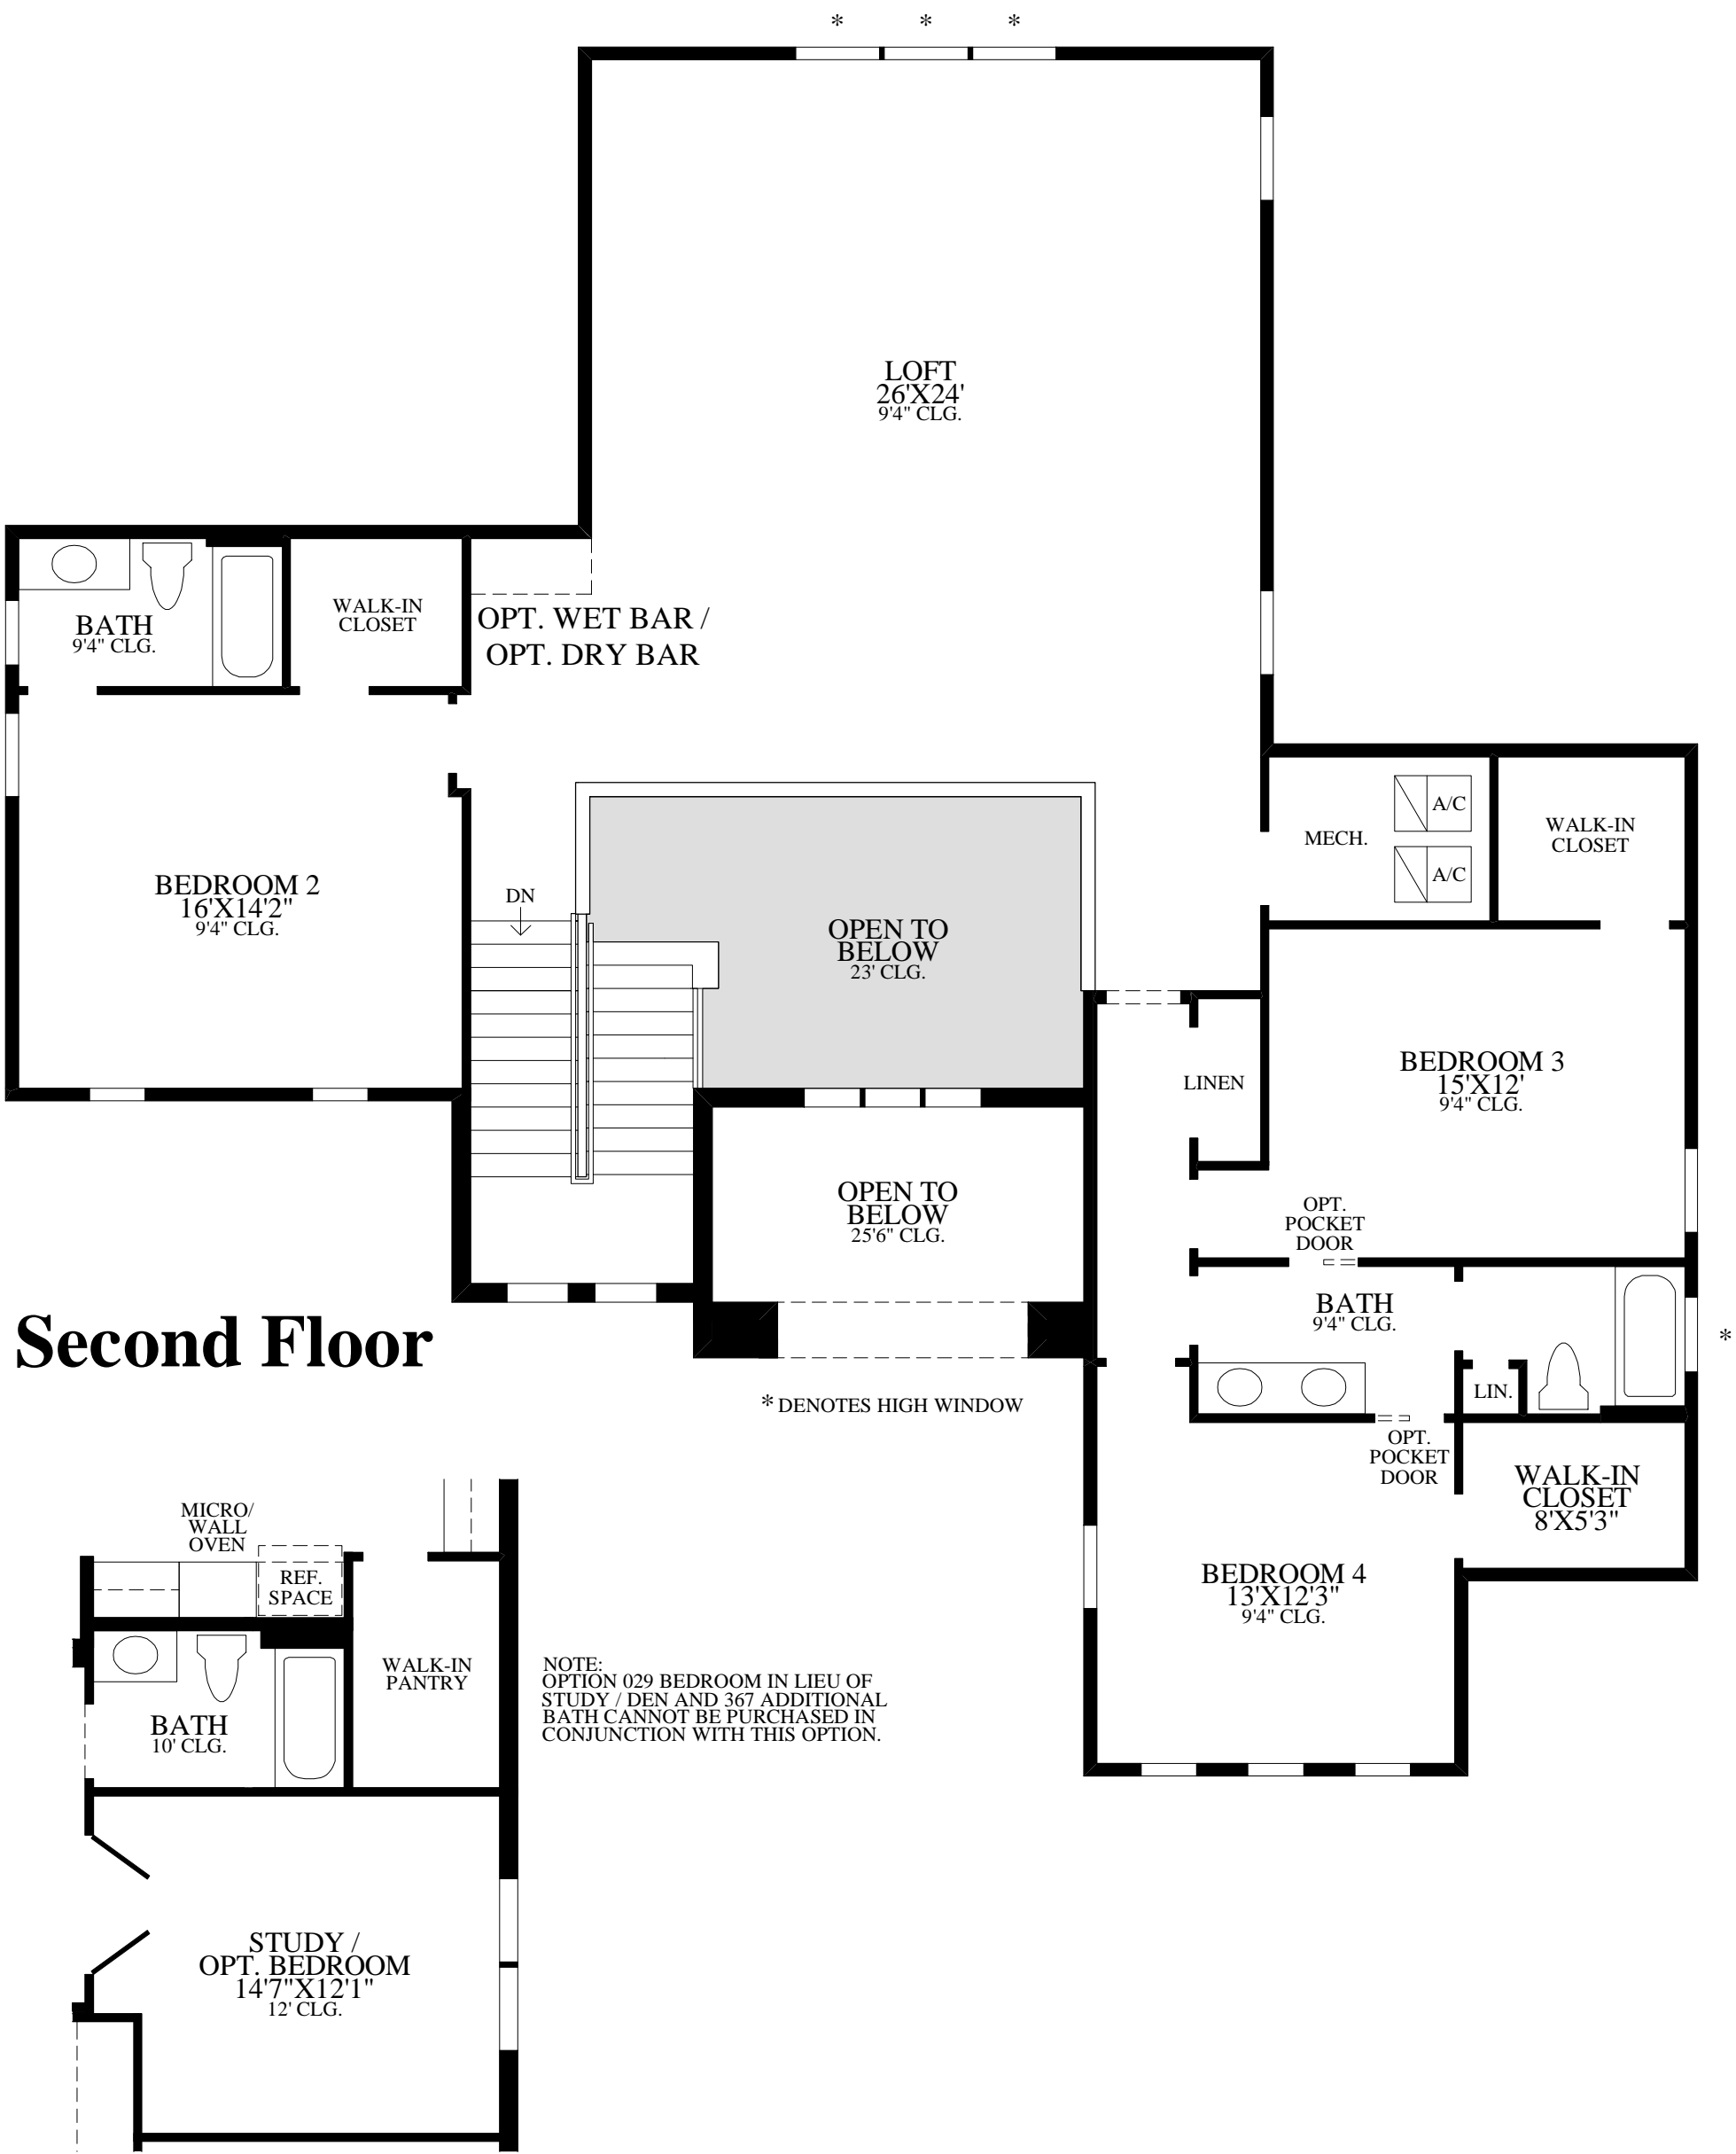 * * *
LOFT
26'X24'
9'4" CLG.
BATH
9'4" CLG.
WALK-IN
CLOSET
OPT. WET BAR /
OPT. DRY BAR
BEDROOM 2
16'X14'2"
9'4" CLG.
DN
OPEN TO
BELOW
23' CLG.
MECH.
A/C
A/C
WALK-IN
CLOSET
LINEN
BEDROOM 3
15'X12'
9'4" CLG.
OPEN TO
BELOW
25'6" CLG.
OPT.
POCKET
DOOR
BATH
9'4" CLG.
*
LIN.
Second Floor
* DENOTES HIGH WINDOW
OPT.
POCKET
DOOR
WALK-IN
CLOSET
8'X5'3"
BEDROOM 4
13'X12'3"
9'4" CLG.
MICRO/
WALL
OVEN
REF.
SPACE
WALK-IN
PANTRY
BATH
10' CLG.
NOTE:
OPTION 029 BEDROOM IN LIEU OF
STUDY / DEN AND 367 ADDITIONAL
BATH CANNOT BE PURCHASED IN
CONJUNCTION WITH THIS OPTION.
STUDY /
OPT. BEDROOM
14'7"X12'1"
12' CLG.